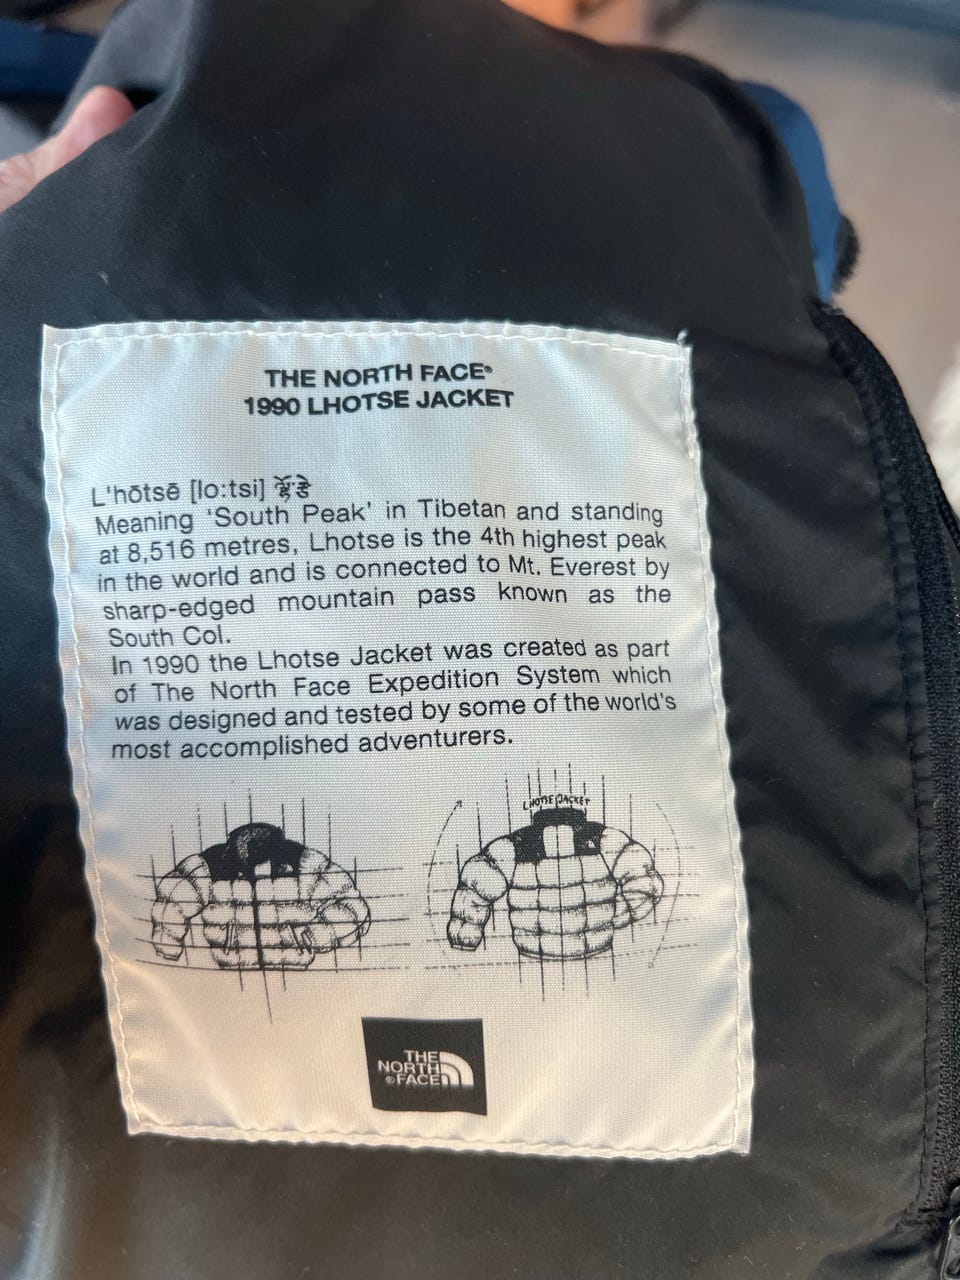 THE NORTH FACE®
1990 LHOTSE JACKET
L'hōtsē [lo:tsi]
Meaning 'South Peak' in Tibetan and standing
at 8,516 metres, Lhotse is the 4th highest peak
in the world and is connected to Mt. Everest by
sharp-edged mountain pass known as the
South Col.
In 1990 the Lhotse Jacket was created as part
of The North Face Expedition System which
was designed and tested by some of the world's
most accomplished adventurers.
LHOTSE JACKET
THE
NORTH
®FACE